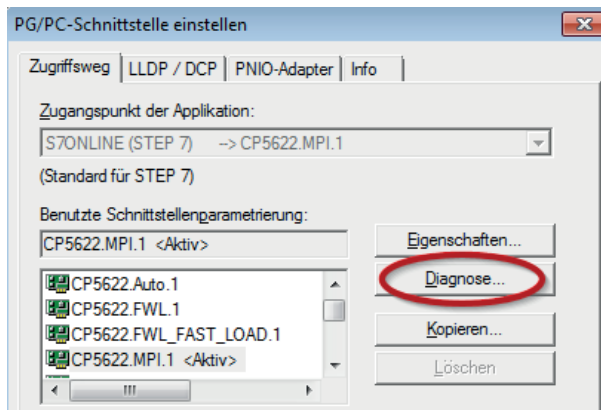 PG/PC-Schnittstelle einstellen
Zugriffsweg LLDP / DCP PNIO-Adapter Info
Zugangspunkt der Applikation:
S7ONLINE (STEP 7) --> CP5622.MPI.1
(Standard für STEP 7)
Benutzte Schnittstellenparametrierung:
CP5622.MPI.1 <Aktiv>
Eigenschaften...
CP5622.Auto.1
Diagnose...
CP5622.FWL.1
CP5622.FWL_FAST_LOAD.1
Kopieren...
CP5622.MPI.1 <Aktiv>
Löschen